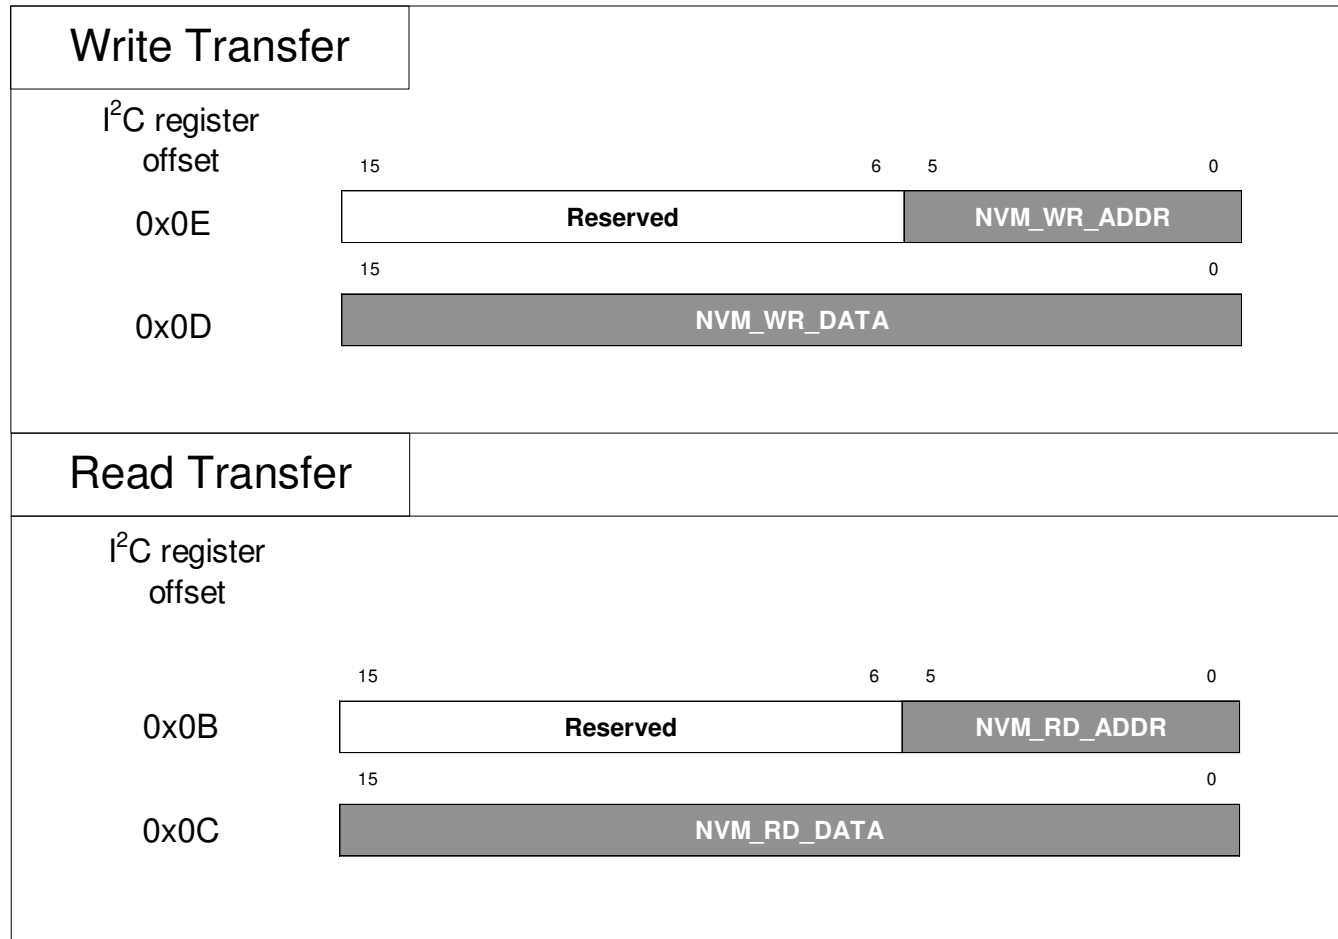 Write Transfer
I²C register
offset
15 6 5 0
0x0E Reserved NVM_WR_ADDR
15 0
0x0D NVM_WR_DATA
Read Transfer
I²C register
offset
15 6 5 0
0x0B Reserved NVM_RD_ADDR
15 0
0x0C NVM_RD_DATA